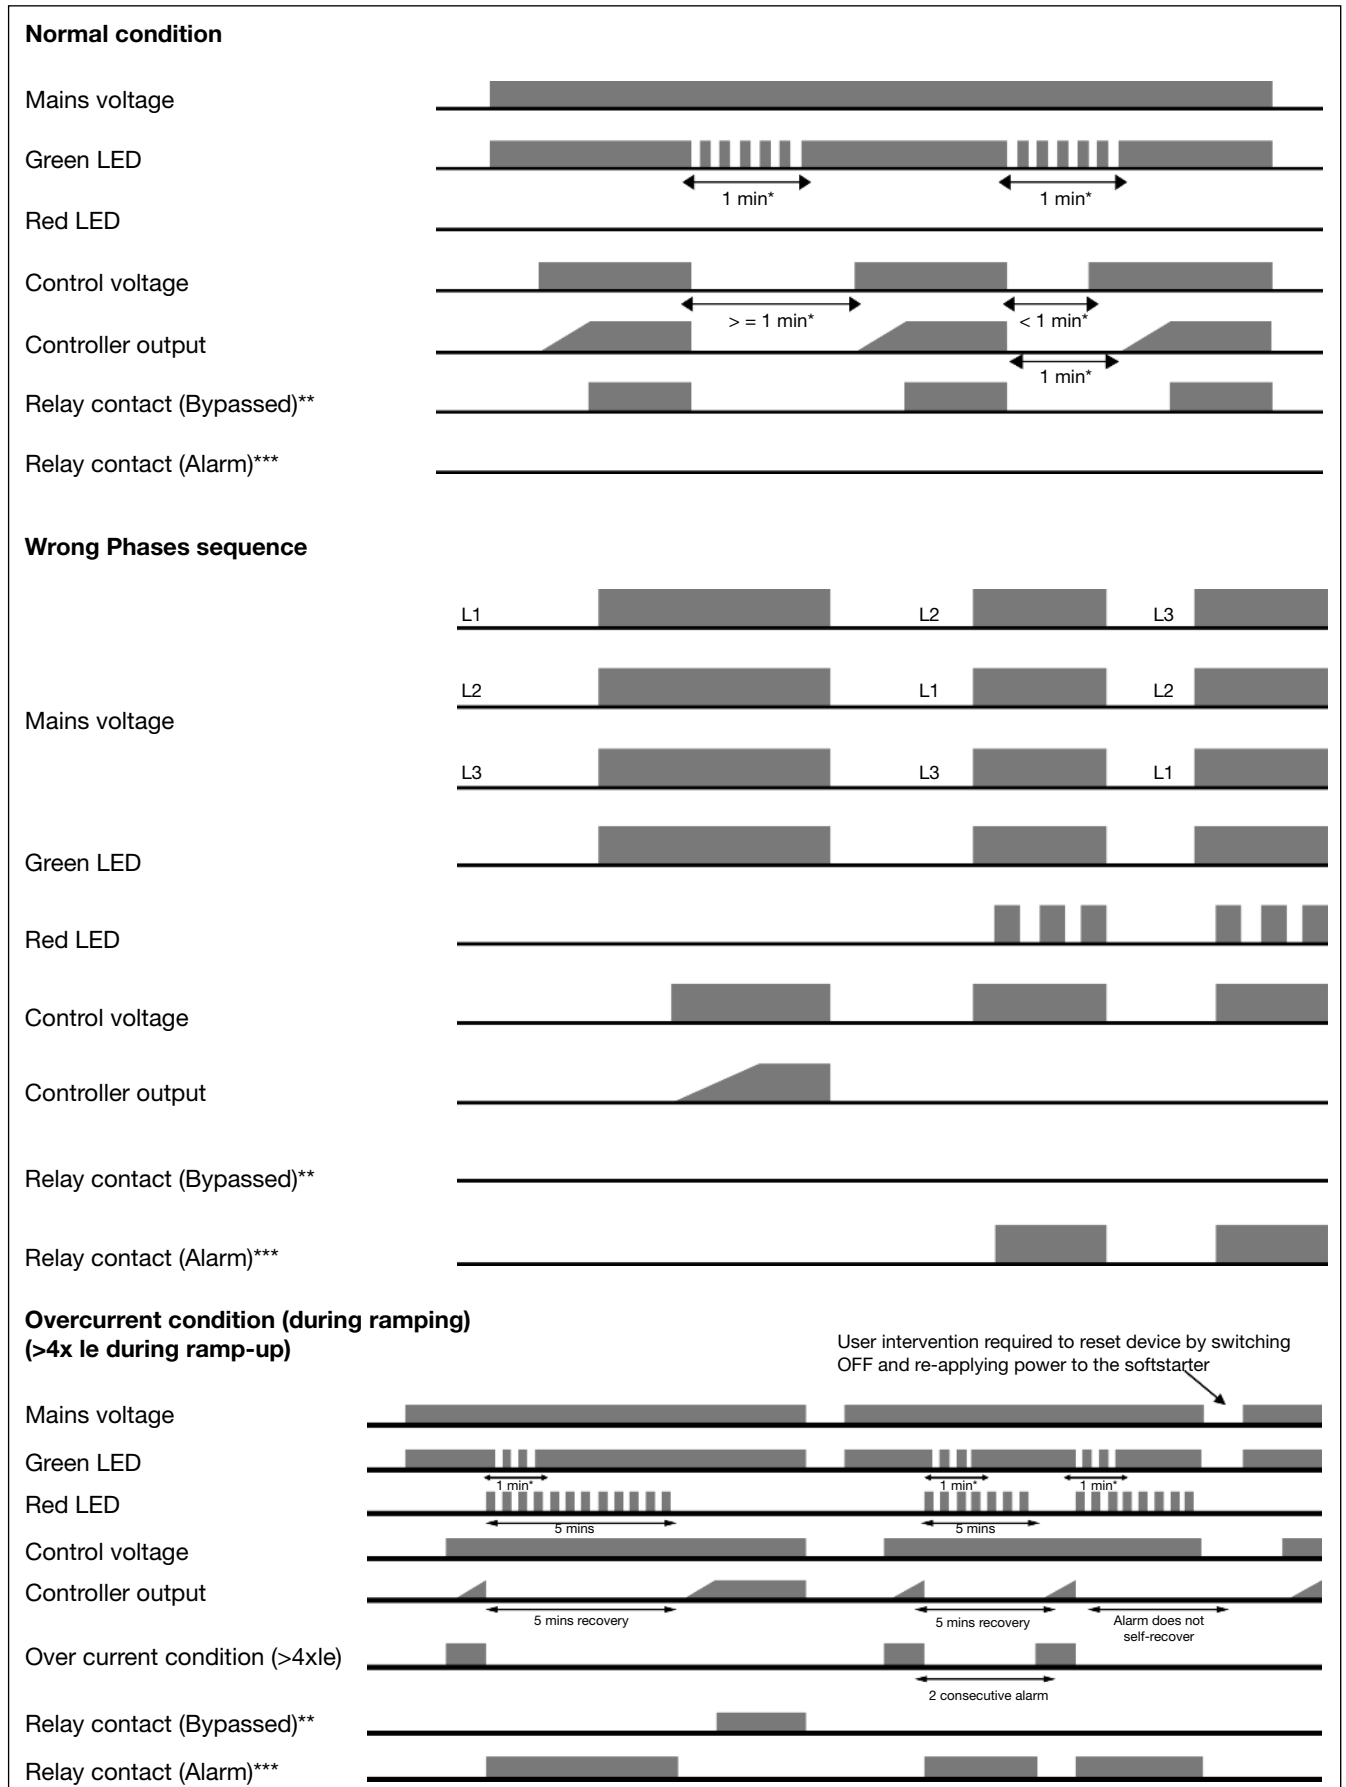 Normal condition
Mains voltage
Green LED
1 min*
1 min*
Red LED
Control voltage
> = 1 min*
< 1 min*
Controller output
1 min*
Relay contact (Bypassed)**
Relay contact (Alarm)***
Wrong Phases sequence
L1
L2
L3
L2
L1
L2
Mains voltage
L3
L3
L1
Green LED
Red LED
Control voltage
Controller output
Relay contact (Bypassed)**
Relay contact (Alarm)***
Overcurrent condition (during ramping)
(>4x Ie during ramp-up)
User intervention required to reset device by switching
OFF and re-applying power to the softstarter
Mains voltage
Green LED
1 min*
1 min*
1 min*
Red LED
5 mins
5 mins
Control voltage
Controller output
5 mins recovery
5 mins recovery
Alarm does not
self-recover
Over current condition (>4xIe)
2 consecutive alarm
Relay contact (Bypassed)**
Relay contact (Alarm)***